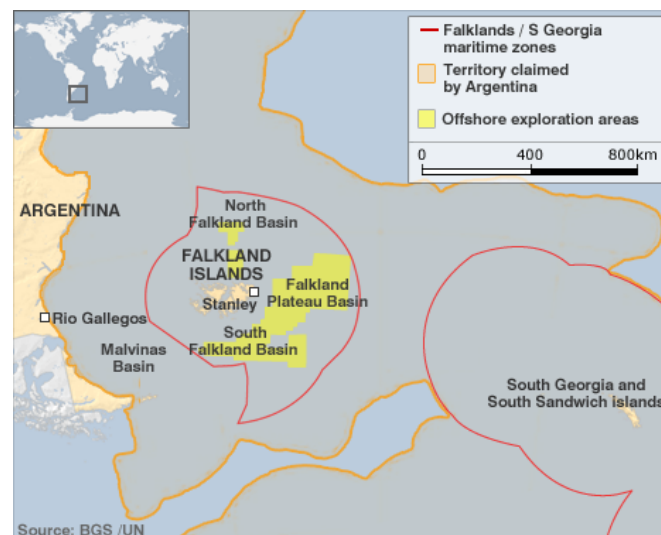 Falklands / S Georgia
maritime zones
Territory claimed
by Argentina
Offshore exploration areas
0 400 800km
ARGENTINA
North
Falkland Basin
FALKLAND
ISLANDS
Stanley
Falkland
Plateau Basin
Rio Gallegos
South
Falkland Basin
Malvinas
Basin
South Georgia and
South Sandwich islands
Source: BGS /UN